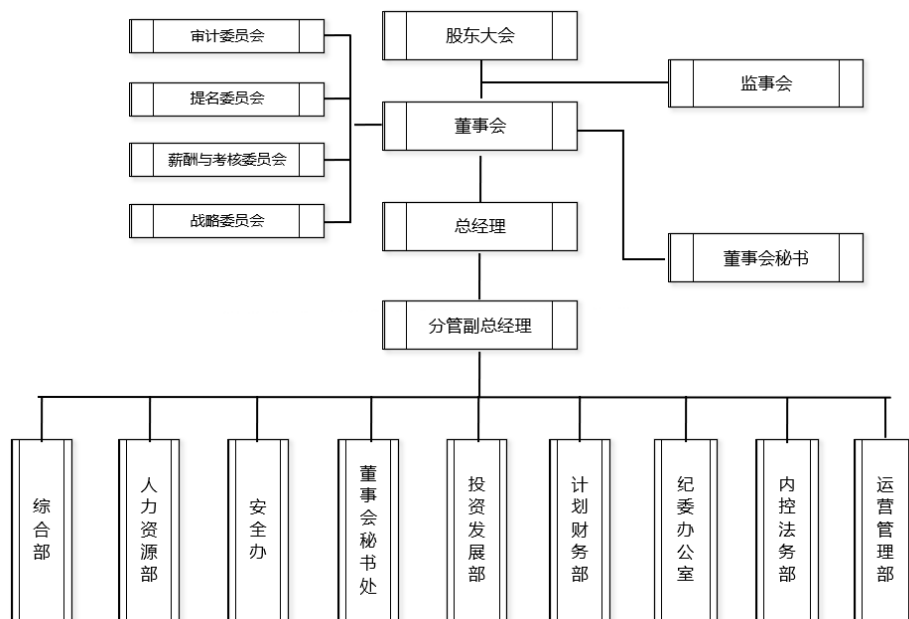 审计委员会
股东大会
提名委员会
监事会
董事会
薪酬与考核委员会
战略委员会
总经理
董事会秘书
分管副总经理
综合部
人力资源部
安全办
董事会秘书处
投资发展部
计划财务部
纪委办公室
内控法务部
运营管理部